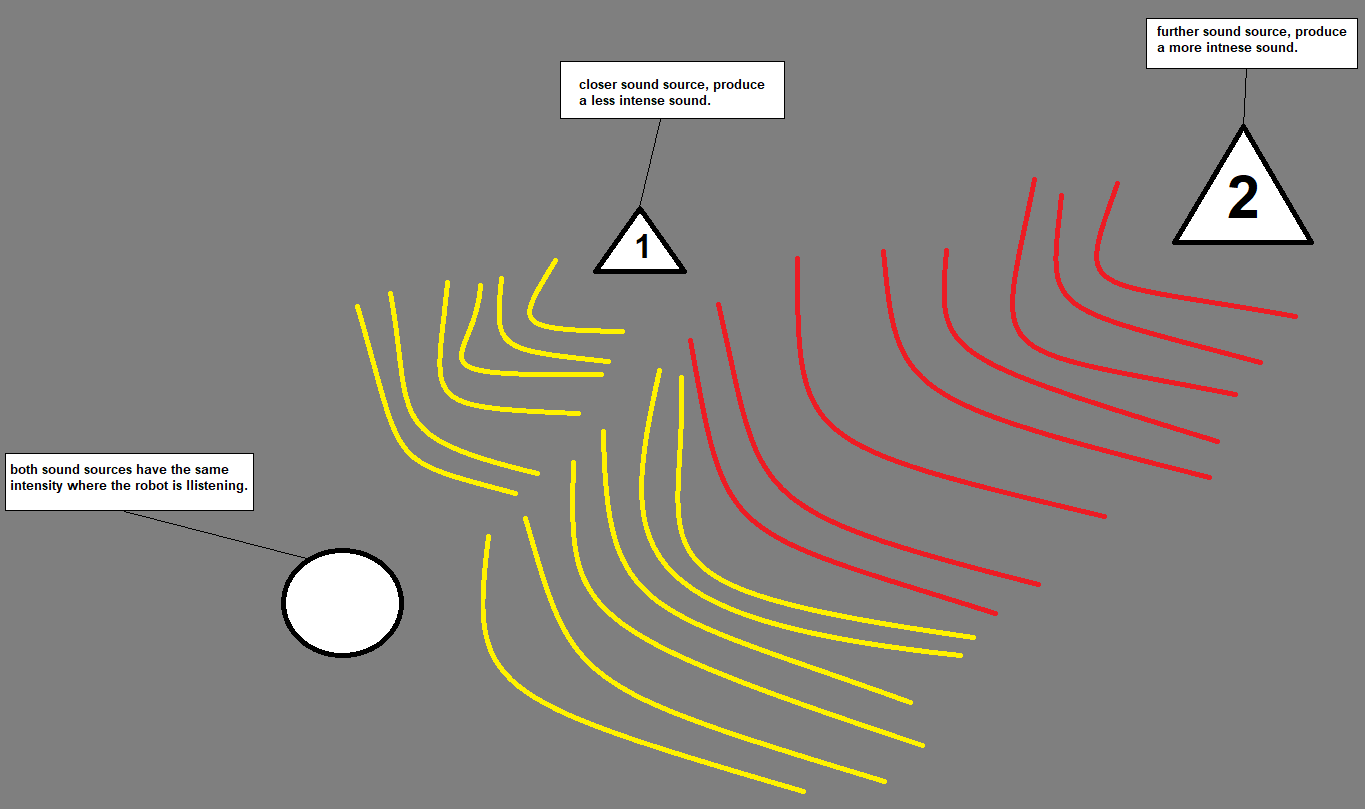 further sound source, produce
a more intnese sound.
closer sound source, produce
a less intense sound.
2
1
both sound sources have the same
intensity where the robot is llistening.